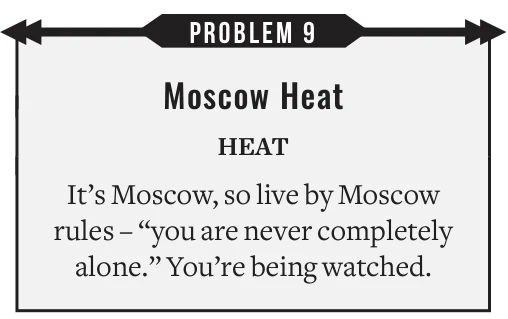 PROBLEM 9
Moscow Heat
HEAT
It’s Moscow, so live by Moscow
rules – “you are never completely
alone.” You’re being watched.